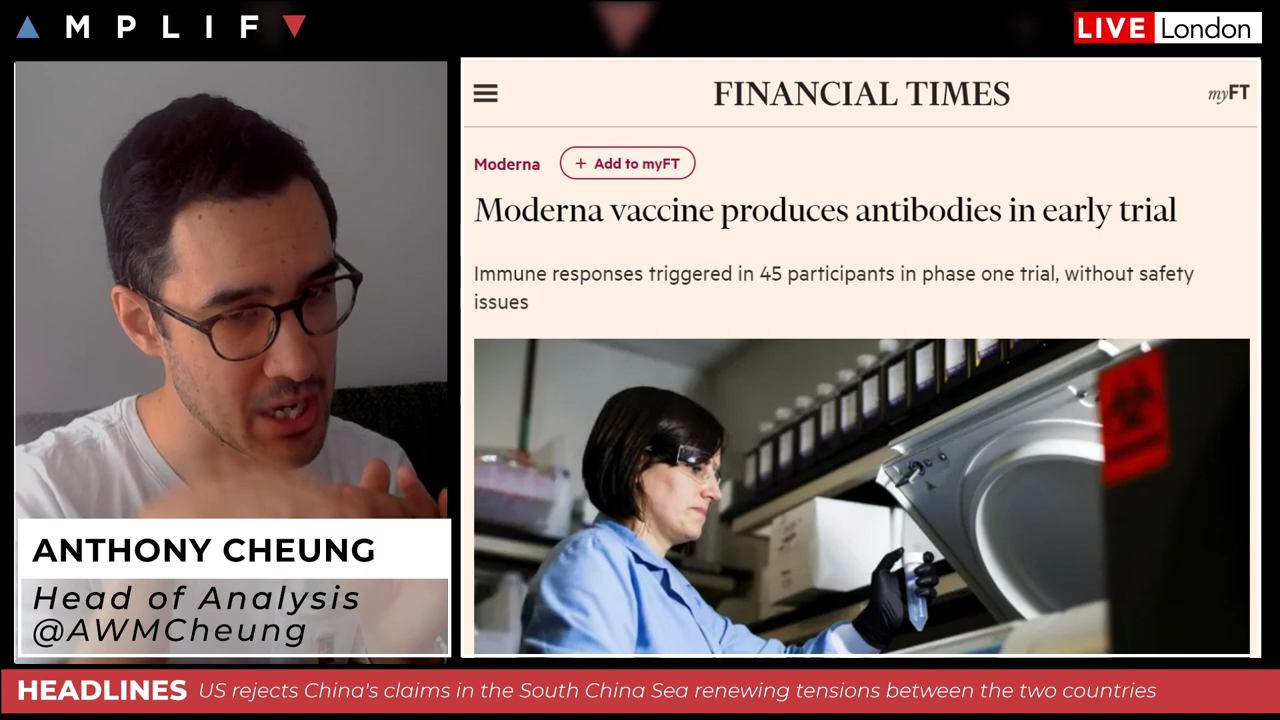 AMPLIFY
LIVE London
FINANCIAL TIMES
myFT
Moderna
+ Add to myFT
Moderna vaccine produces antibodies in early trial
Immune responses triggered in 45 participants in phase one trial, without safety
issues
ANTHONY CHEUNG
Head of Analysis
@AWMCheung
HEADLINES US rejects China's claims in the South China Sea renewing tensions between the two countries